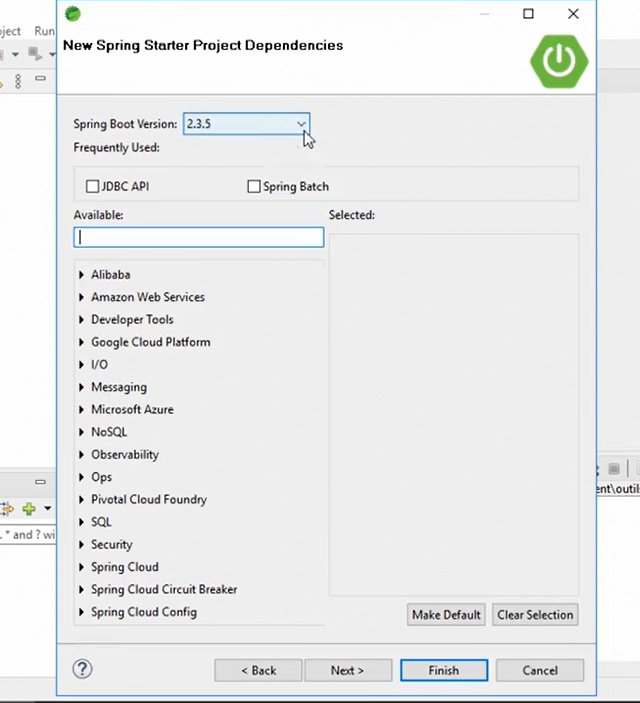 ject Run
New Spring Starter Project Dependencies
Spring Boot Version: 2.3.5
Frequently Used:
JDBC API Spring Batch
Available: Selected:
Alibaba
Amazon Web Services
Developer Tools
Google Cloud Platform
I/O
Messaging
Microsoft Azure
NoSQL
Observability
Ops
Pivotal Cloud Foundry
SQL
Security
Spring Cloud
Spring Cloud Circuit Breaker
Spring Cloud Config
ent\outil
. * and ? wi
Make Default Clear Selection
? < Back Next > Finish Cancel